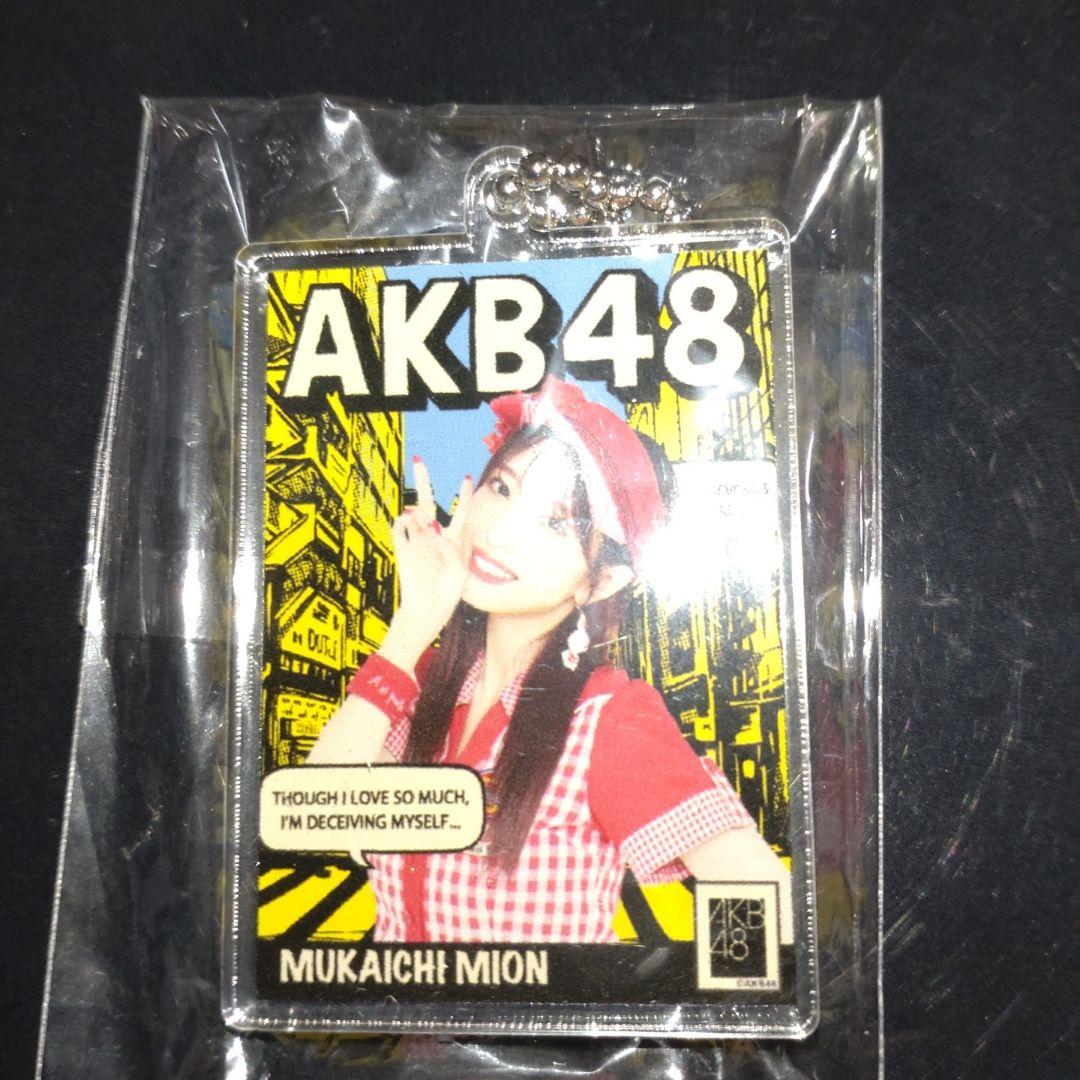 AKB48
THOUGH I LOVE SO MUCH,
I'M DECEIVING MYSELF...
MUKAICHI MION
AKB
48
©AKB48